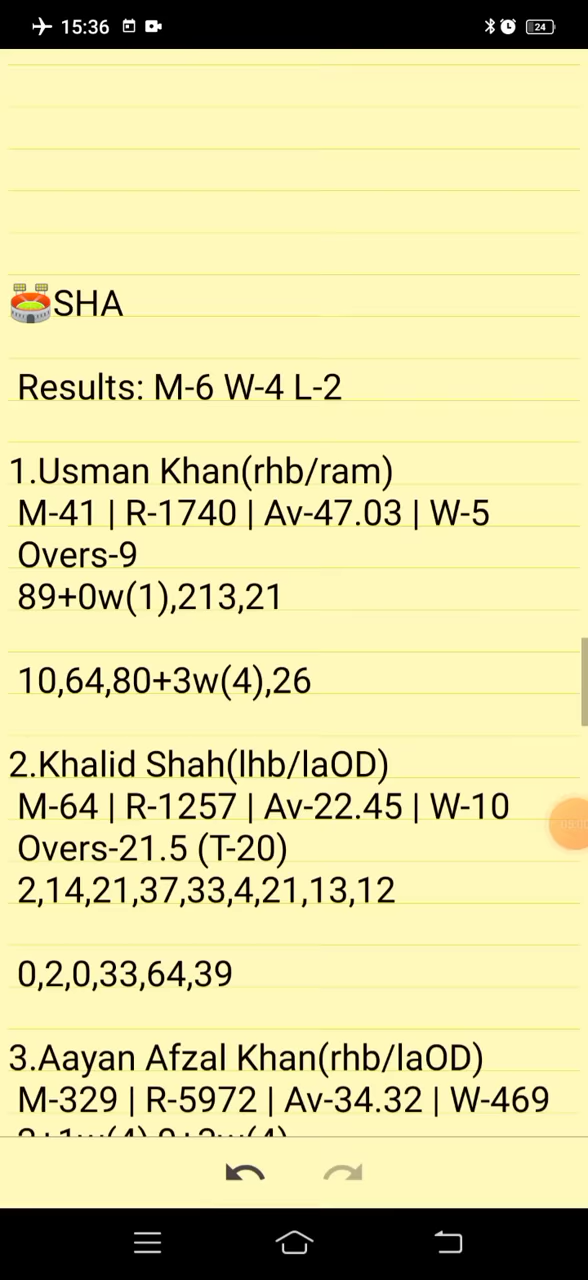 15:36
24
SHA
Results: M-6 W-4 L-2
1.Usman Khan(rhb/ram)
M-41 | R-1740 | Av-47.03 | W-5
Overs-9
89+0w(1),213,21
10,64,80+3w(4),26
2.Khalid Shah(lhb/laOD)
M-64 | R-1257 | Av-22.45 | W-10
Overs-21.5 (T-20)
2,14,21,37,33,4,21,13,12
0,2,0,33,64,39
3.Aayan Afzal Khan(rhb/laOD)
M-329 | R-5972 | Av-34.32 | W-469